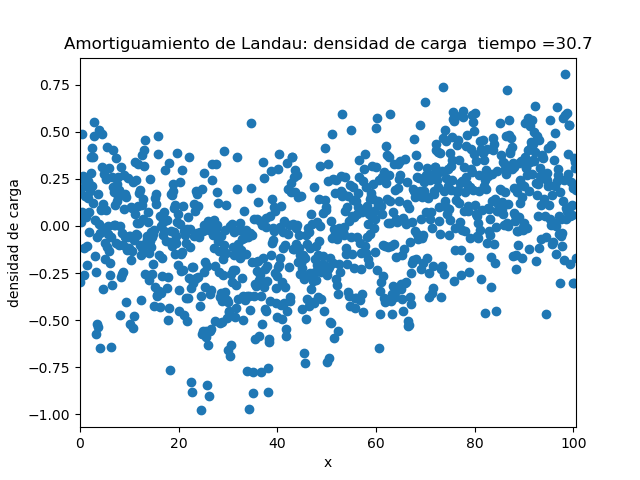 Amortiguamiento de Landau: densidad de carga  tiempo =30.7
densidad de carga
0.75
0.50
0.25
0.00
−0.25
−0.50
−0.75
−1.00
0 20 40 60 80 100
x